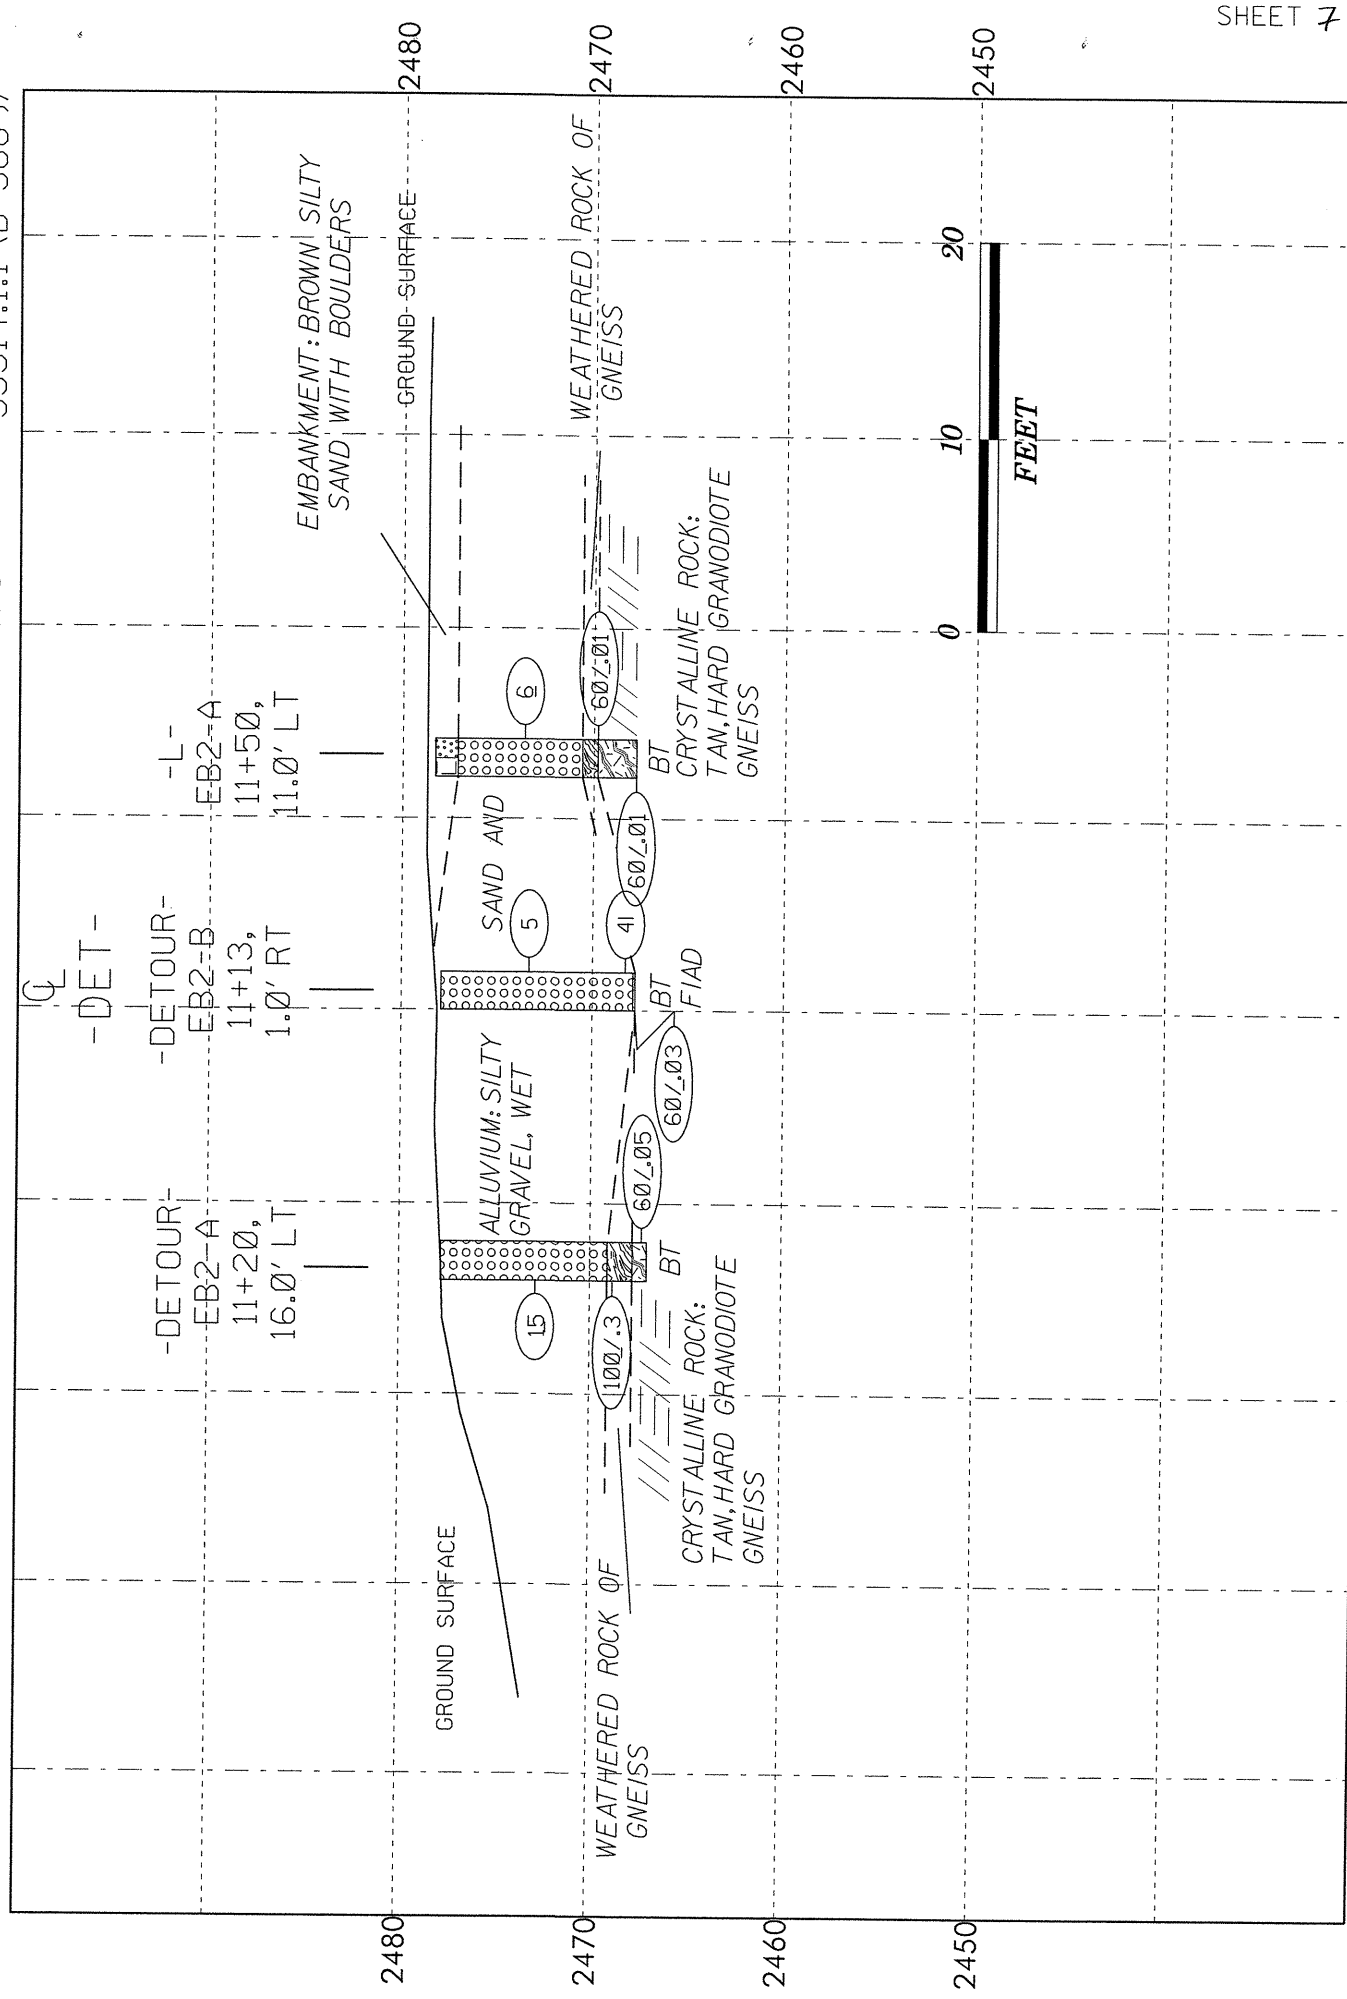 SHEET 7
℄
-DET-
-DETOUR-
EB2-A
11+20,
16.0' LT
-DETOUR-
EB2-B
11+13,
1.0' RT
-L-
EB2-A
11+50,
11.0' LT
EMBANKMENT: BROWN SILTY
SAND WITH BOULDERS
2480
2480
GROUND SURFACE
GROUND SURFACE
ALLUVIUM: SILTY
SAND AND
GRAVEL, WET
15
5
6
2470
2470
WEATHERED ROCK OF
GNEISS
WEATHERED ROCK OF
GNEISS
100/.3
60/.05
60/.03
41
60/.01
60/.01
BT
BT
FIAD
BT
CRYSTALLINE ROCK:
TAN, HARD GRANODIOTE
GNEISS
CRYSTALLINE ROCK:
TAN, HARD GRANODIOTE
GNEISS
2460
2460
2450
2450
0 10 20
FEET